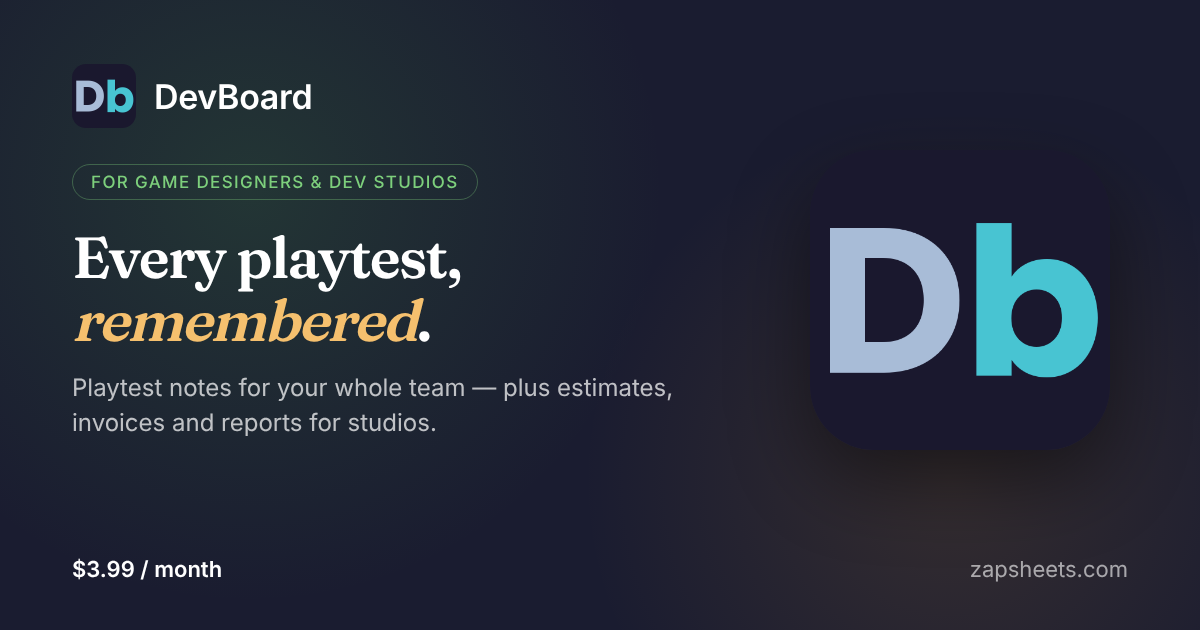 Db DevBoard
FOR GAME DESIGNERS & DEV STUDIOS
Every playtest,
remembered.
Playtest notes for your whole team — plus estimates,
invoices and reports for studios.
Db
$3.99 / month
zapsheets.com